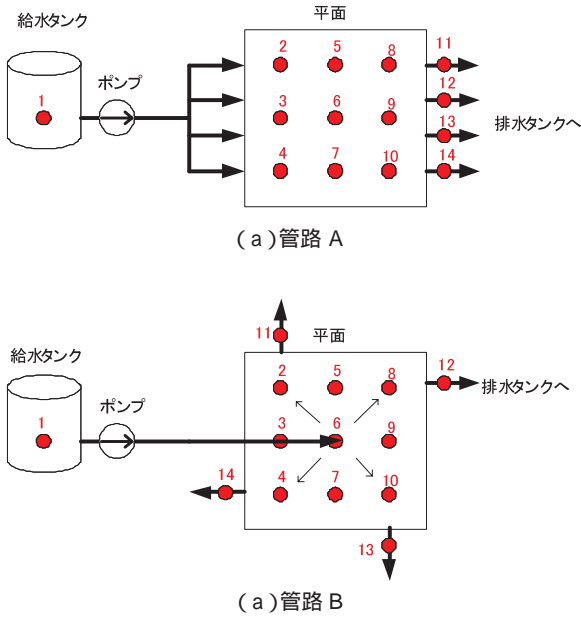 平面
給水タンク
2 5 8 11
ポンプ
1
12
3 6 9
13
排水タンクへ
4 7 10 14
(a)管路 A
11
平面
給水タンク
2 5 8 12
排水タンクへ
ポンプ
1
3 6 9
14
4 7 10
13
(a)管路 B